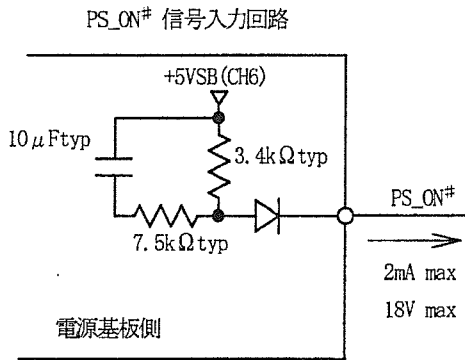 PS_ON# 信号入力回路
+5VSB(CH6)
10μFtyp
3.4kΩtyp
7.5kΩtyp
PS_ON#
2mA max
18V max
電源基板側